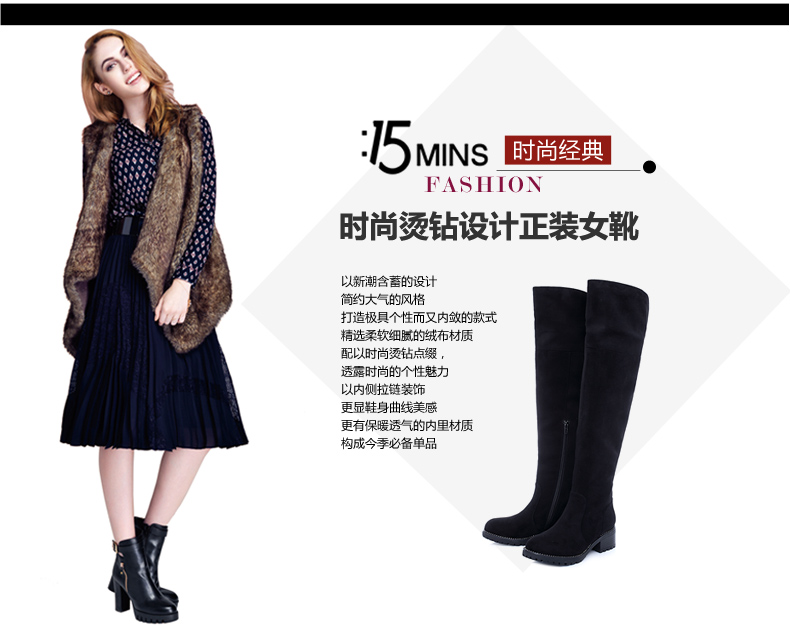 :15MINS 时尚经典
FASHION
时尚烫钻设计正装女靴
以新潮含蓄的设计
简约大气的风格
打造极具个性而又内敛的款式
精选柔软细腻的绒布材质
配以时尚烫钻点缀，
透露时尚的个性魅力
以内侧拉链装饰
更显鞋身曲线美感
更有保暖透气的内里材质
构成今季必备单品